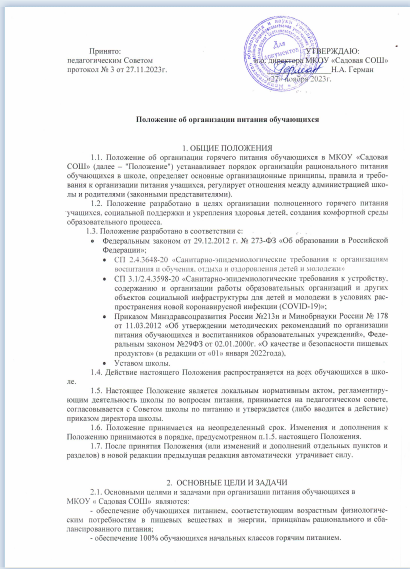 Принято: УТВЕРЖДАЮ:
педагогическим Советом и.о. директора МКОУ «Садовая СОШ»
протокол № 3 от 27.11.2023г. Н.А. Герман
«27» ноября 2023г.
Для документов
Положение об организации питания обучающихся
1. ОБЩИЕ ПОЛОЖЕНИЯ
1.1. Положение об организации горячего питания обучающихся в МКОУ «Садовая
СОШ» (далее – "Положение") устанавливает порядок организации рационального питания
обучающихся в школе, определяет основные организационные принципы, правила и требо-
вания к организации питания учащихся, регулирует отношения между администрацией шко-
лы и родителями (законными представителями).
1.2. Положение разработано в целях организации полноценного горячего питания
учащихся, социальной поддержки и укрепления здоровья детей, создания комфортной среды
образовательного процесса.
1.3. Положение разработано в соответствии с:
• Федеральным законом от 29.12.2012 г. № 273-ФЗ «Об образовании в Российской
Федерации»;
• СП 2.4.3648-20 «Санитарно-эпидемиологические требования к организациям
воспитания и обучения, отдыха и оздоровления детей и молодежи»
• СП 3.1/2.4.3598-20 «Санитарно-эпидемиологические требования к устройству,
содержанию и организации работы образовательных организаций и других
объектов социальной инфраструктуры для детей и молодежи в условиях рас-
пространения новой коронавирусной инфекции (COVID-19)»;
• Приказом Минздравсоцразвития России №213н и Минобрнауки России № 178
от 11.03.2012 «Об утверждении методических рекомендаций по организации
питания обучающихся и воспитанников образовательных учреждений», Феде-
ральным законом №29ФЗ от 02.01.2000г. «О качестве и безопасности пищевых
продуктов» (в редакции от «01» января 2022года),
• Уставом школы.
1.4. Действие настоящего Положения распространяется на всех обучающихся в шко-
ле.
1.5. Настоящее Положение является локальным нормативным актом, регламентиру-
ющим деятельность школы по вопросам питания, принимается на педагогическом совете,
согласовывается с Советом школы по питанию и утверждается (либо вводится в действие)
приказом директора школы.
1.6. Положение принимается на неопределенный срок. Изменения и дополнения к
Положению принимаются в порядке, предусмотренном п.1.5. настоящего Положения.
1.7. После принятия Положения (или изменений и дополнений отдельных пунктов и
разделов) в новой редакции предыдущая редакция автоматически утрачивает силу.
2. ОСНОВНЫЕ ЦЕЛИ И ЗАДАЧИ
2.1. Основными целями и задачами при организации питания обучающихся в
МКОУ « Садовая СОШ» являются:
- обеспечение обучающихся питанием, соответствующим возрастным физиологиче-
ским потребностям в пищевых веществах и энергии, принципам рационального и сба-
лансированного питания;
- обеспечение 100% обучающихся начальных классов горячим питанием.